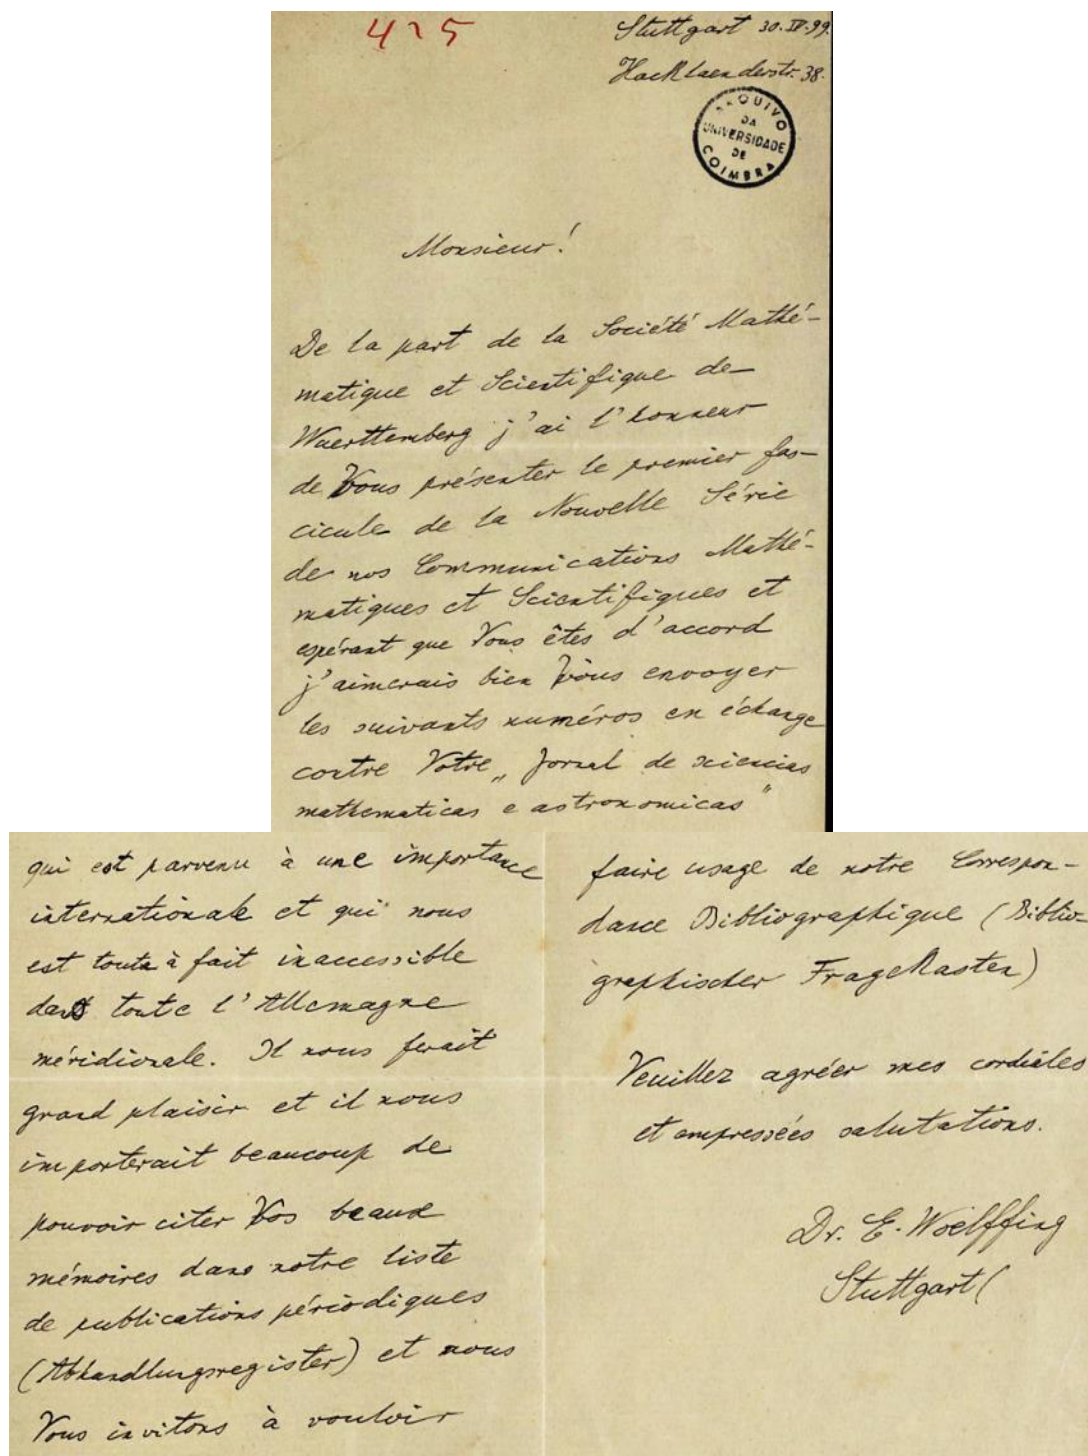 425
Stuttgart 30.IV.99.
Hacklaenderstr. 38.
ARQUIVO
DA
UNIVERSIDADE
DE
COIMBRA
Monsieur!
De la part de la Société Mathé-
matique et Scientifique de
Wuerttemberg j'ai l'honneur
de Vous présenter le premier fas-
cicule de la Nouvelle Série
de nos Communications Mathé-
matiques et Scientifiques et
espérant que Vous êtes d'accord
j'aimerais bien Vous envoyer
les suivants numéros en échange
contre Votre „Jornal de sciencias
mathematicas e astronomicas"
qui est parvenu à une importance
internationale et qui nous
est toute à fait inaccessible
dans toute l'Allemagne
méridionale. Il nous ferait
grand plaisir et il nous
importerait beaucoup de
pouvoir citer Vos beaux
mémoires dans notre liste
de publications périodiques
(Abhandlungsregister) et nous
Vous invitons à vouloir
faire usage de notre Correspon-
dance Bibliographique (Biblio-
graphischer Fragekasten)
Veuillez agréer mes cordiales
et empressées salutations.
Dr. E. Woelffing
Stuttgart